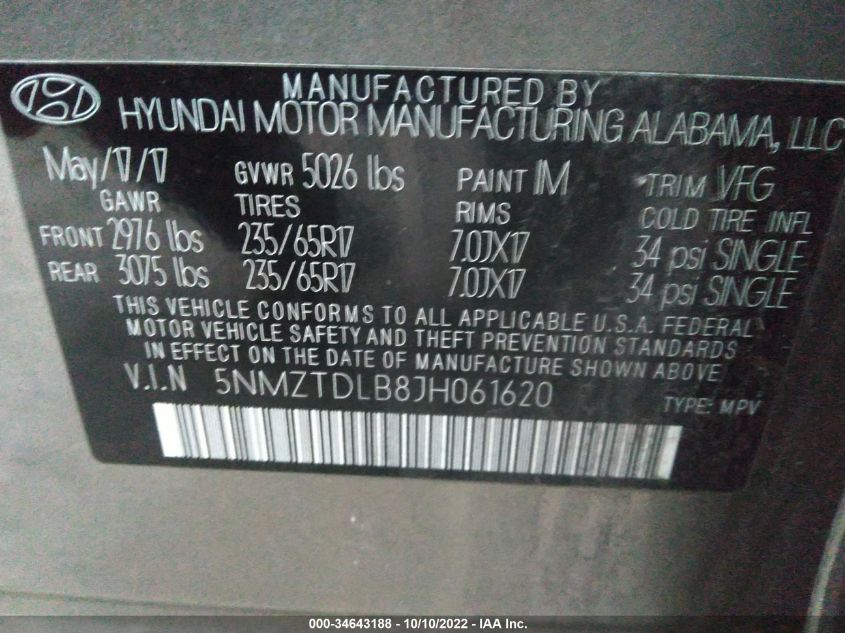 MANUFACTURED BY
HYUNDAI MOTOR MANUFACTURING ALABAMA, LLC
May/17/17 GVWR 5026 lbs PAINT IM TRIM VFG
GAWR TIRES RIMS COLD TIRE INFL
FRONT 2976 lbs 235/65R17 7.0JX17 34 psi SINGLE
REAR 3075 lbs 235/65R17 7.0JX17 34 psi SINGLE
THIS VEHICLE CONFORMS TO ALL APPLICABLE U.S.A. FEDERAL
MOTOR VEHICLE SAFETY AND THEFT PREVENTION STANDARDS
IN EFFECT ON THE DATE OF MANUFACTURE SHOWN ABOVE.
V.I.N 5NMZTDLB8JH061620 TYPE: MPV
000-34643188 - 10/10/2022 - IAA Inc.